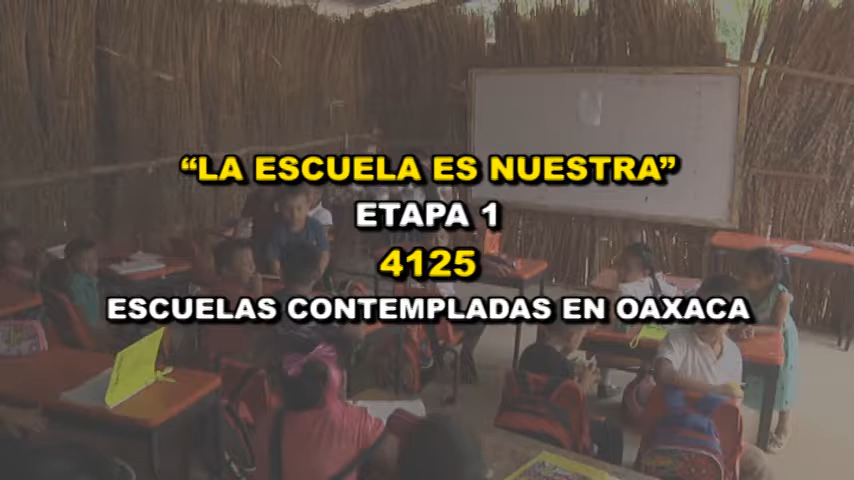 “LA ESCUELA ES NUESTRA”
ETAPA 1
4125
ESCUELAS CONTEMPLADAS EN OAXACA